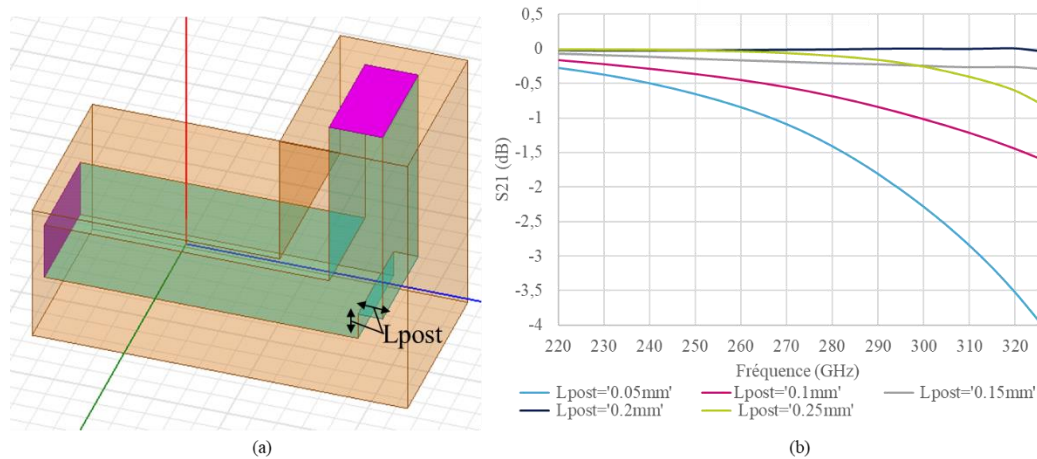 Lpost
0,5
0
-0,5
-1
-1,5
-2
-2,5
-3
-3,5
-4
S21 (dB)
220 230 240 250 260 270 280 290 300 310 320
Fréquence (GHz)
Lpost='0.05mm' Lpost='0.1mm' Lpost='0.15mm'
Lpost='0.2mm' Lpost='0.25mm'
(a) (b)